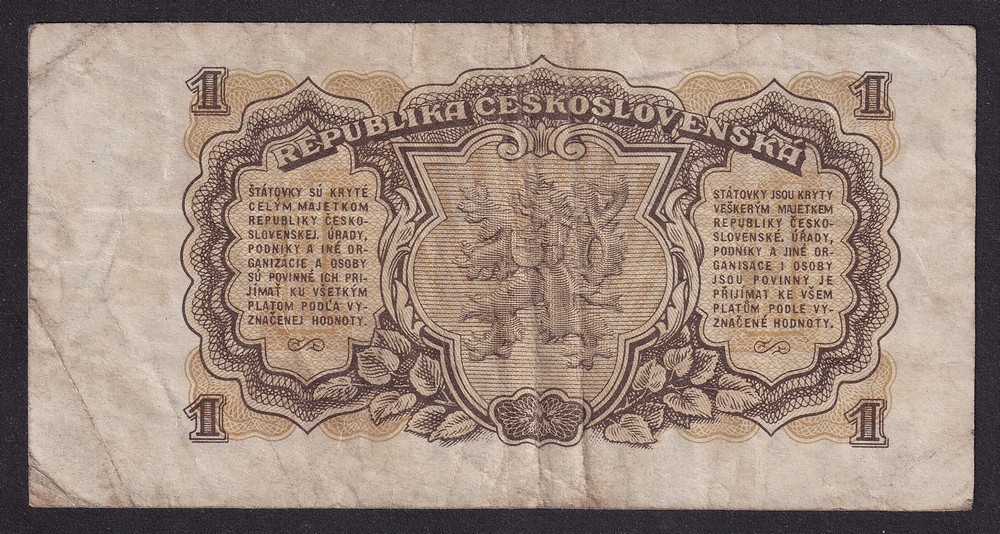 1
1
REPUBLIKA ČESKOSLOVENSKÁ
ŠTÁTOVKY SÚ KRYTÉ
CELÝM MAJETKOM
REPUBLIKY ČESKO-
SLOVENSKEJ. ÚRADY,
PODNIKY A INÉ OR-
GANIZÁCIE A OSOBY
SÚ POVINNÉ ICH PRI-
JÍMAŤ KU VŠETKÝM
PLATOM PODĽA VY-
ZNAČENEJ HODNOTY.
STÁTOVKY JSOU KRYTY
VEŠKERÝM MAJETKEM
REPUBLIKY ČESKO-
SLOVENSKÉ. ÚŘADY,
PODNIKY A JINÉ OR-
GANISACE I OSOBY
JSOU POVINNY JE
PŘIJÍMAT KE VŠEM
PLATŮM PODLE VY-
ZNAČENÉ HODNOTY.
1
1